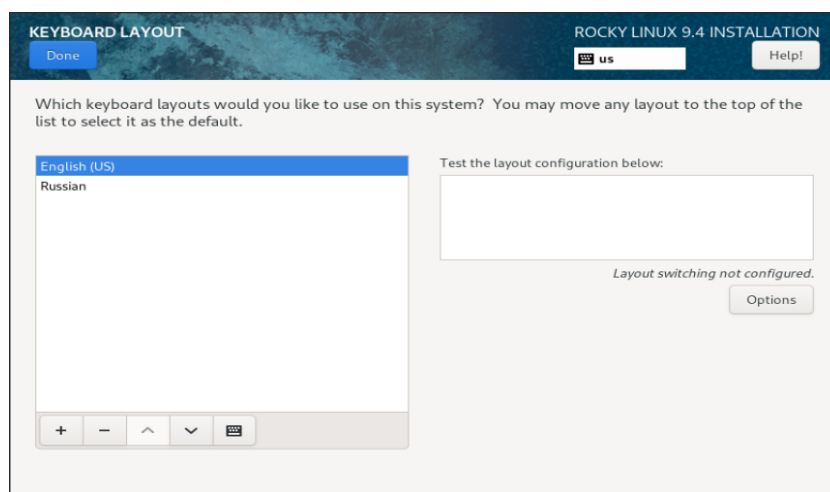 KEYBOARD LAYOUT
ROCKY LINUX 9.4 INSTALLATION
Done
us
Help!
Which keyboard layouts would you like to use on this system? You may move any layout to the top of the
list to select it as the default.
English (US)
Russian
Test the layout configuration below:
Layout switching not configured.
Options